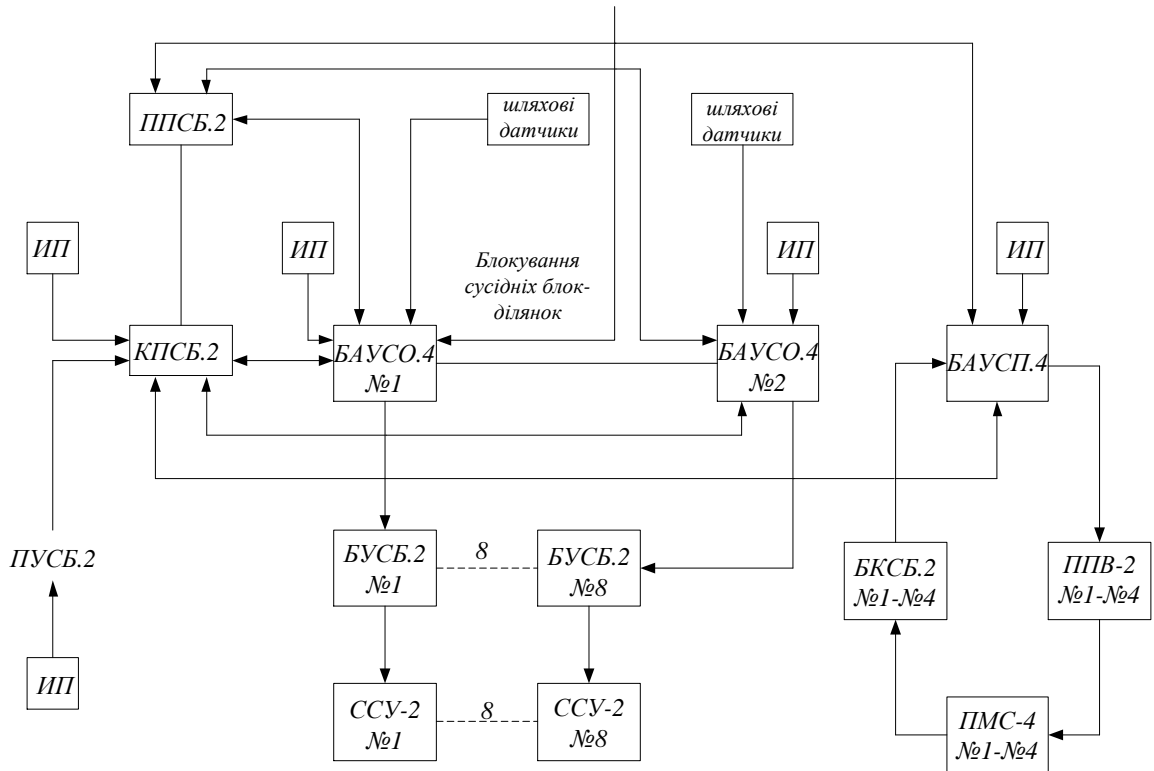 ППСБ.2
шляхові
датчики
шляхові
датчики
ИП
ИП
Блокування
сусідніх блок-
ділянок
ИП
ИП
КПСБ.2
БАУСО.4
№1
БАУСО.4
№2
БАУСП.4
ПУСБ.2
БУСБ.2
№1
8
БУСБ.2
№8
БКСБ.2
№1-№4
ППВ-2
№1-№4
ИП
ССУ-2
№1
8
ССУ-2
№8
ПМС-4
№1-№4